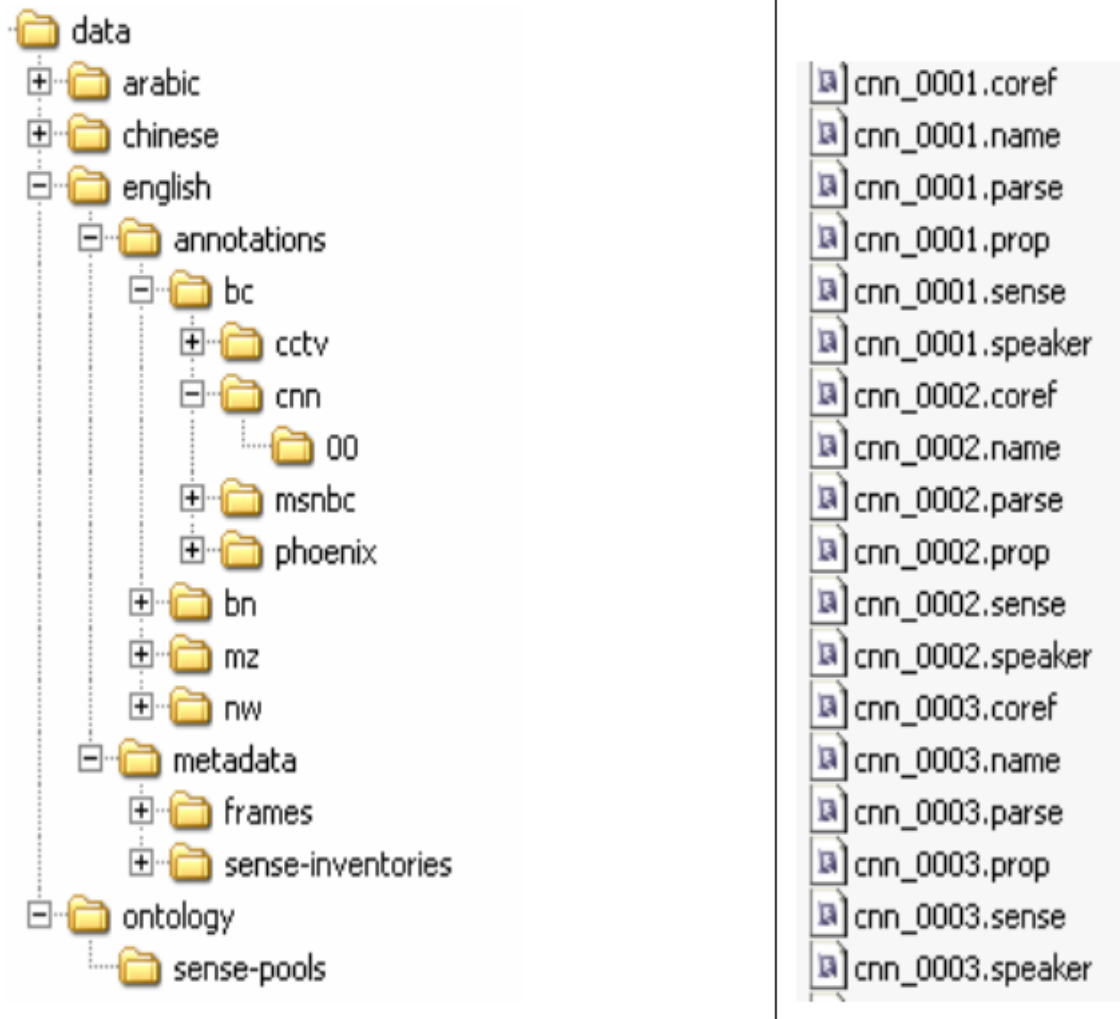 data
arabic
chinese
english
annotations
bc
cctv
cnn
00
msnbc
phoenix
bn
mz
nw
metadata
frames
sense-inventories
ontology
sense-pools
cnn_0001.coref
cnn_0001.name
cnn_0001.parse
cnn_0001.prop
cnn_0001.sense
cnn_0001.speaker
cnn_0002.coref
cnn_0002.name
cnn_0002.parse
cnn_0002.prop
cnn_0002.sense
cnn_0002.speaker
cnn_0003.coref
cnn_0003.name
cnn_0003.parse
cnn_0003.prop
cnn_0003.sense
cnn_0003.speaker